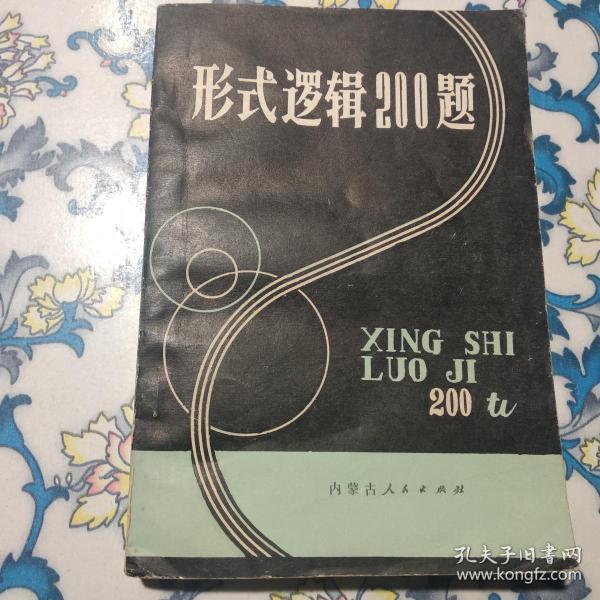 形式逻辑200题
XING SHI
LUO JI
200 ti
内蒙古人民出版社
孔夫子旧书网
www.kongfz.com